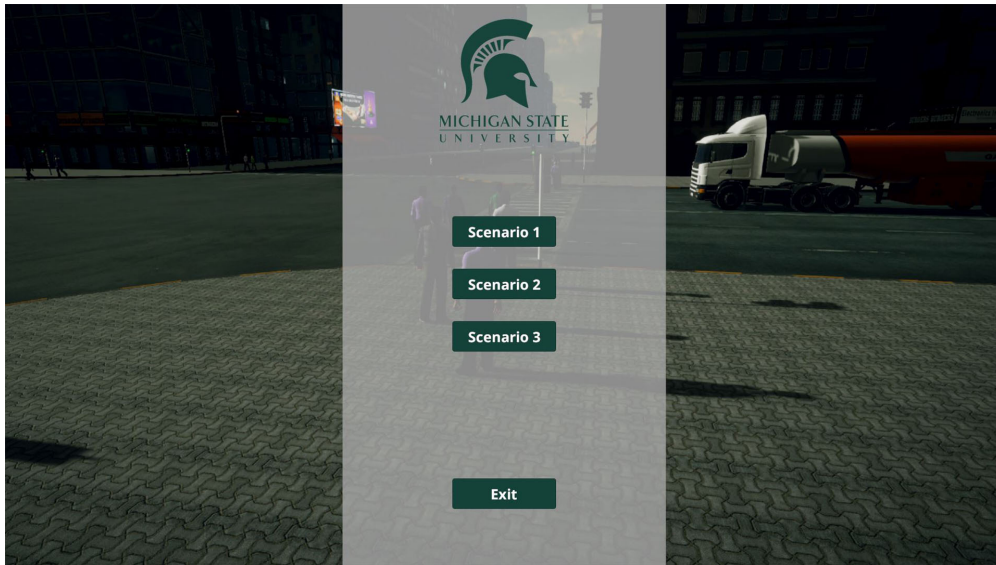 MICHIGAN STATE
UNIVERSITY
Scenario 1
Scenario 2
Scenario 3
Exit